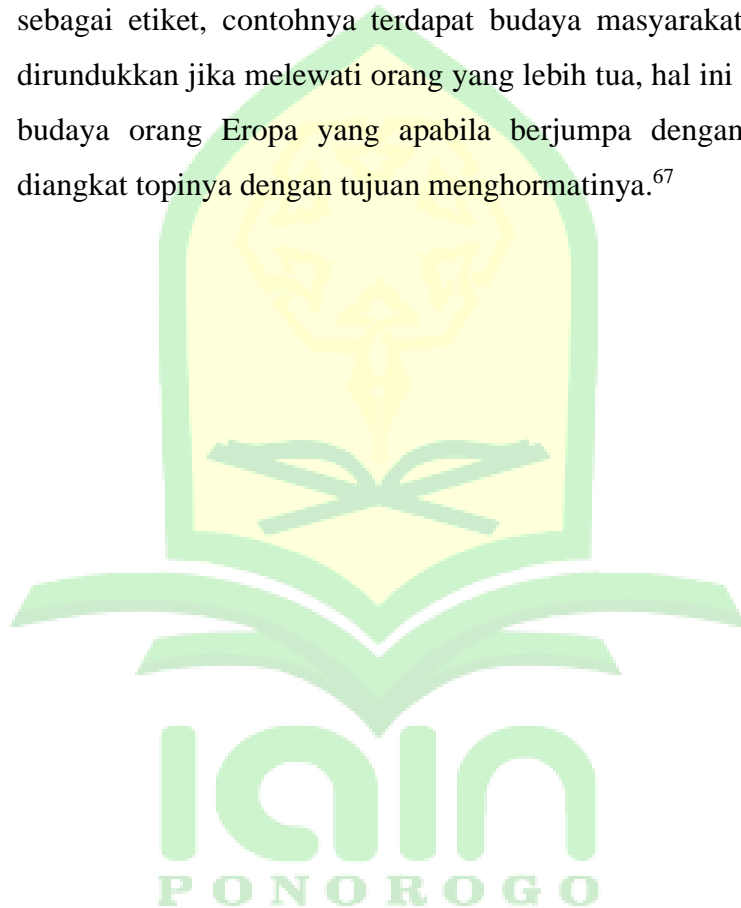 sebagai etiket, contohnya terdapat budaya masyarakat
dirundukkan jika melewati orang yang lebih tua, hal ini
budaya orang Eropa yang apabila berjumpa dengan
diangkat topinya dengan tujuan menghormatinya.67
iain
PONOROGO